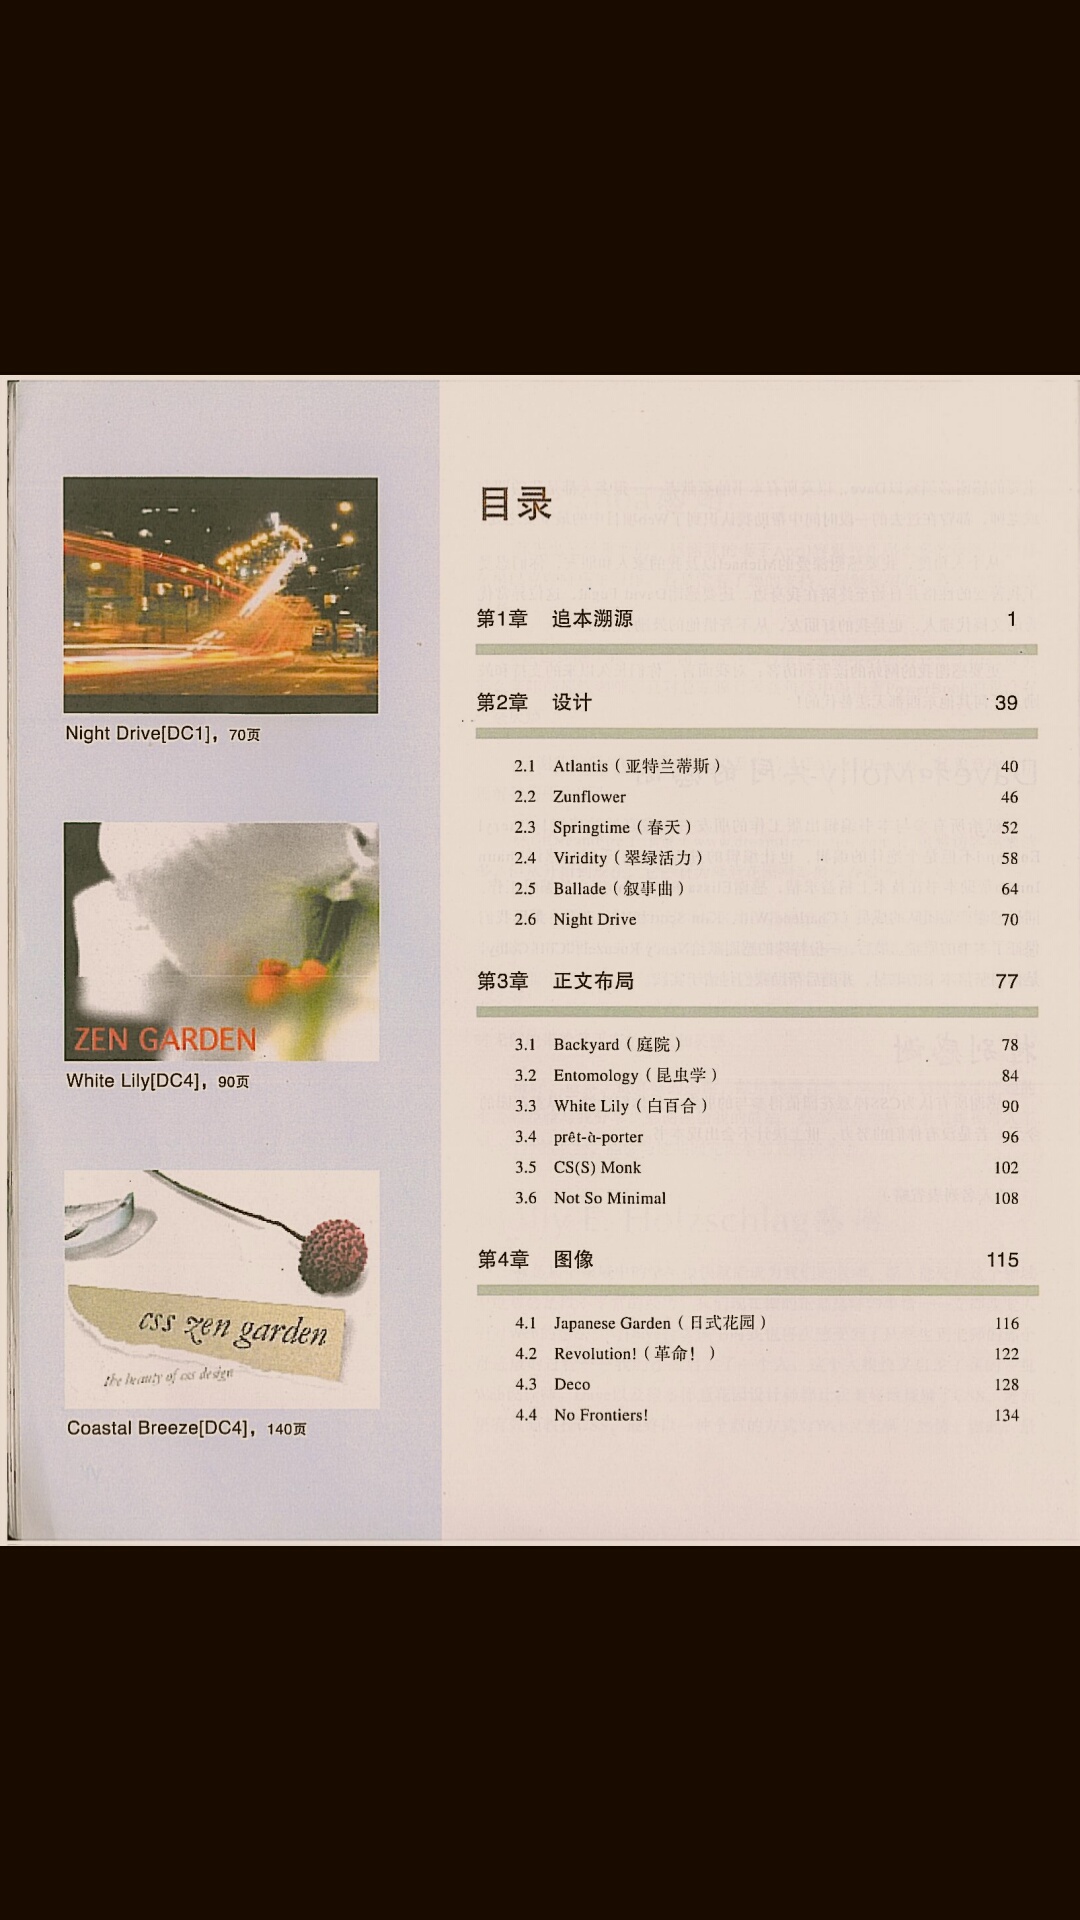 Night Drive[DC1]，70页
ZEN GARDEN
White Lily[DC4]，90页
css zen garden
the beauty of css design
Coastal Breeze[DC4]，140页
目录
第1章 追本溯源 1
第2章 设计 39
2.1 Atlantis（亚特兰蒂斯） 40
2.2 Zunflower 46
2.3 Springtime（春天） 52
2.4 Viridity（翠绿活力） 58
2.5 Ballade（叙事曲） 64
2.6 Night Drive 70
第3章 正文布局 77
3.1 Backyard（庭院） 78
3.2 Entomology（昆虫学） 84
3.3 White Lily（白百合） 90
3.4 prêt-à-porter 96
3.5 CS(S) Monk 102
3.6 Not So Minimal 108
第4章 图像 115
4.1 Japanese Garden（日式花园） 116
4.2 Revolution!（革命！） 122
4.3 Deco 128
4.4 No Frontiers! 134